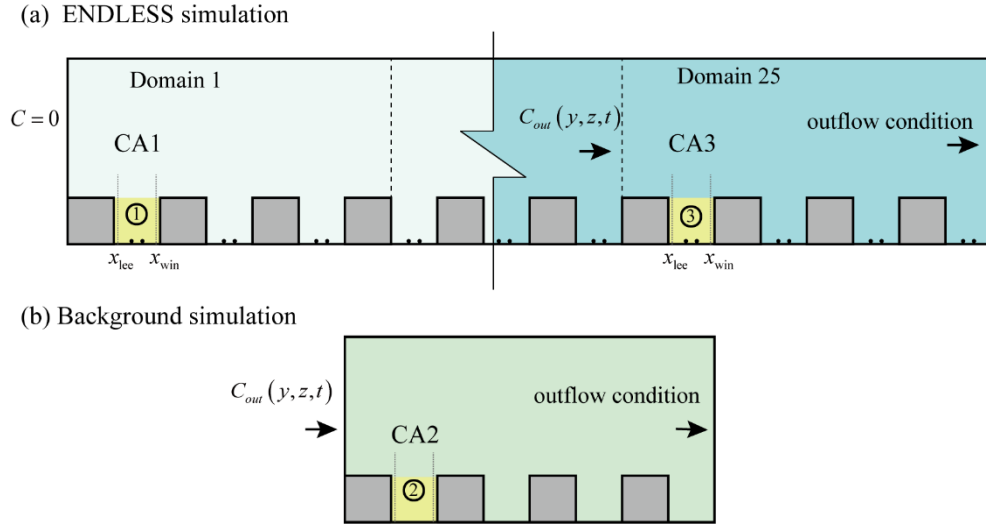 (a) ENDLESS simulation
Domain 1
Domain 25
C = 0
C_out (y, z, t)
CA1
CA3
outflow condition
①
③
x_lee
x_win
x_lee
x_win
(b) Background simulation
C_out (y, z, t)
outflow condition
CA2
②